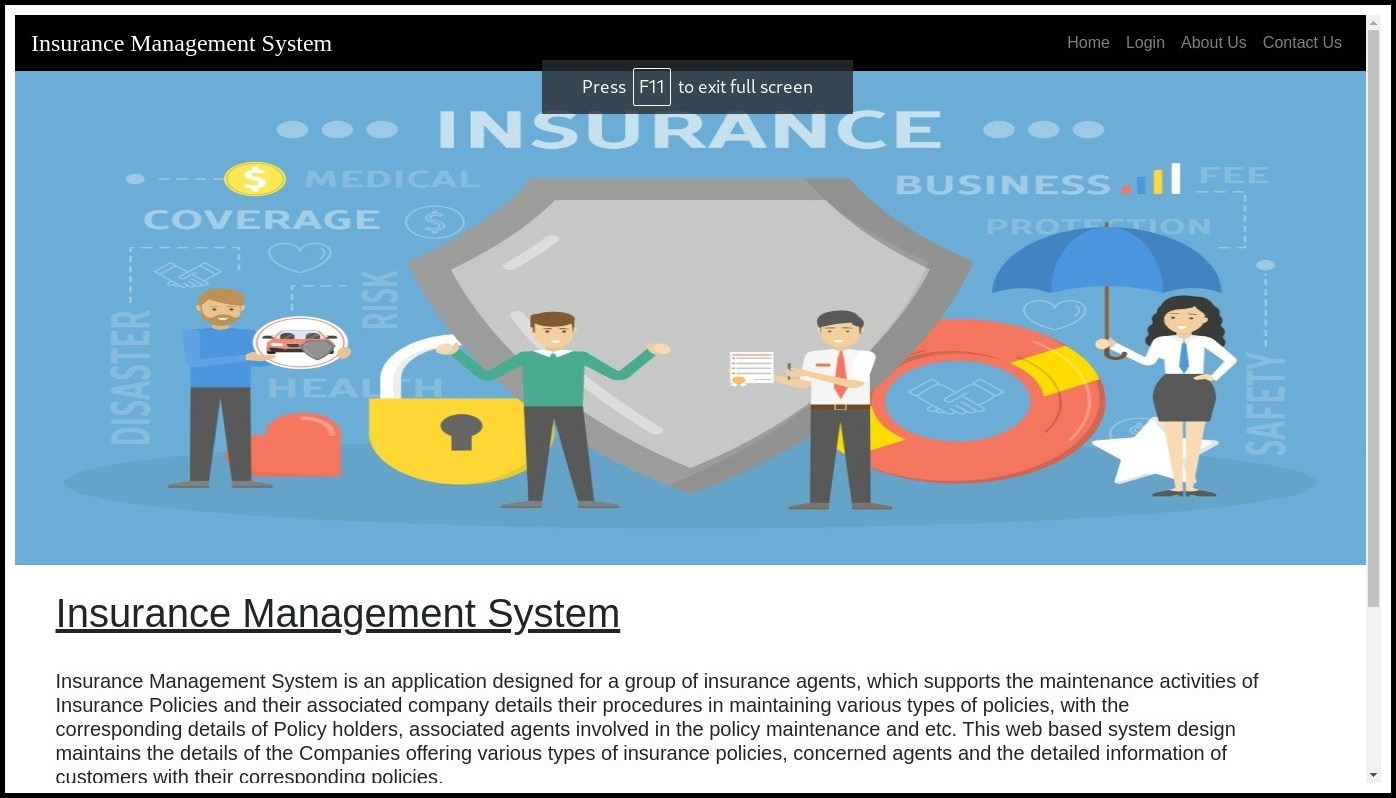 Insurance Management System
Home Login About Us Contact Us
Press F11 to exit full screen
INSURANCE
MEDICAL
BUSINESS
FEE
COVERAGE
PROTECTION
RISK
DISASTER
HEALTH
SAFETY
Insurance Management System
Insurance Management System is an application designed for a group of insurance agents, which supports the maintenance activities of
Insurance Policies and their associated company details their procedures in maintaining various types of policies, with the
corresponding details of Policy holders, associated agents involved in the policy maintenance and etc. This web based system design
maintains the details of the Companies offering various types of insurance policies, concerned agents and the detailed information of
customers with their corresponding policies.